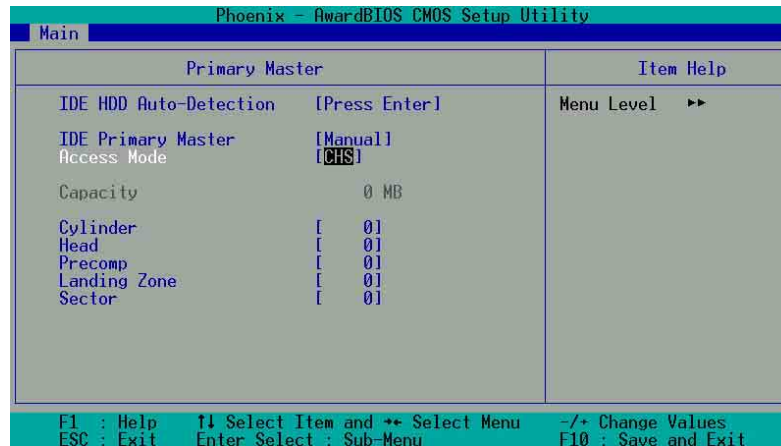 Phoenix - AwardBIOS CMOS Setup Utility
Main
Primary Master
Item Help
IDE HDD Auto-Detection [Press Enter]
Menu Level ▸▸
IDE Primary Master [Manual]
Access Mode [CHS]
Capacity 0 MB
Cylinder [ 0]
Head [ 0]
Precomp [ 0]
Landing Zone [ 0]
Sector [ 0]
F1 : Help ↑↓ Select Item and →← Select Menu -/+ Change Values
ESC : Exit Enter Select : Sub-Menu F10 : Save and Exit